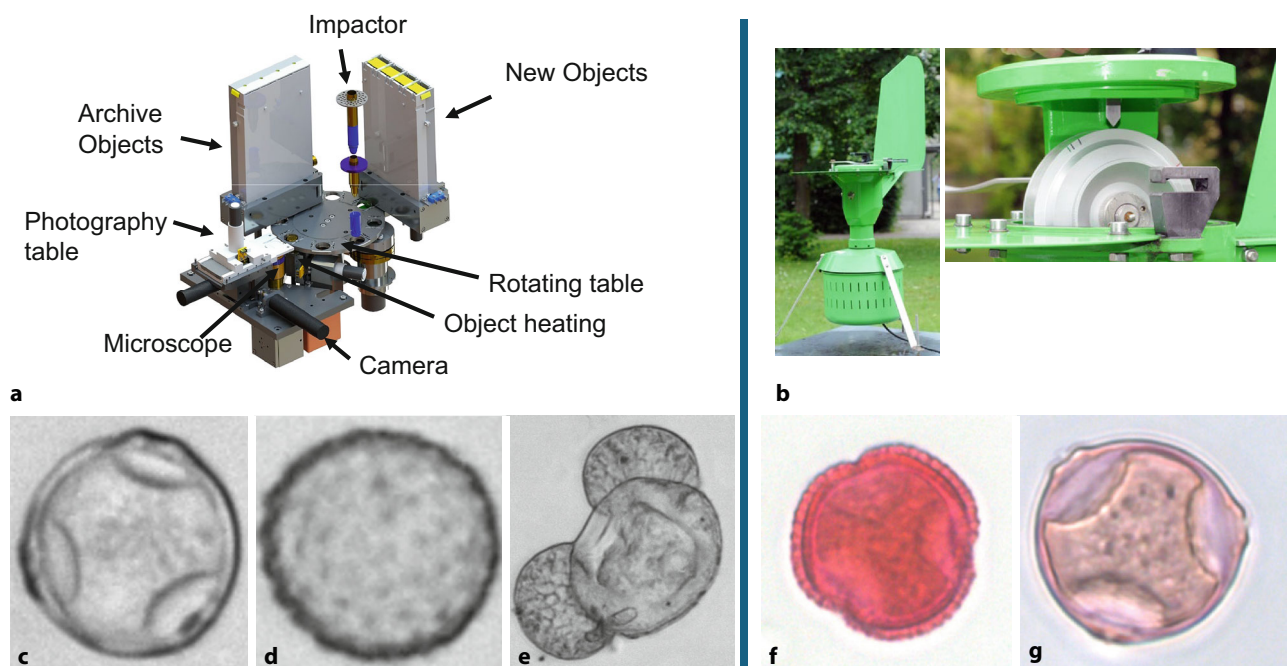 Impactor
New Objects
Archive
Objects
Photography
table
Rotating table
Object heating
Microscope
Camera
a
b
c
d
e
f
g